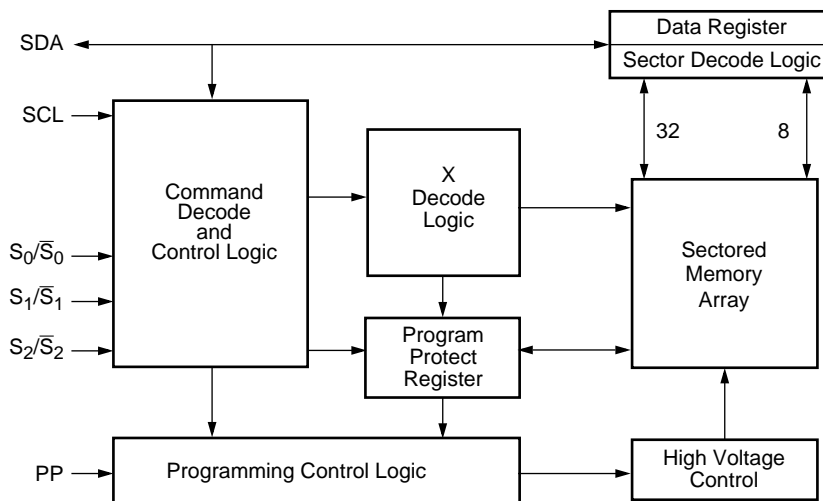 SDA
Data Register
Sector Decode Logic
SCL
32
8
Command
Decode
and
Control Logic
X
Decode
Logic
Sectored
Memory
Array
S₀/S̅₀
S₁/S̅₁
S₂/S̅₂
Program
Protect
Register
PP
Programming Control Logic
High Voltage
Control